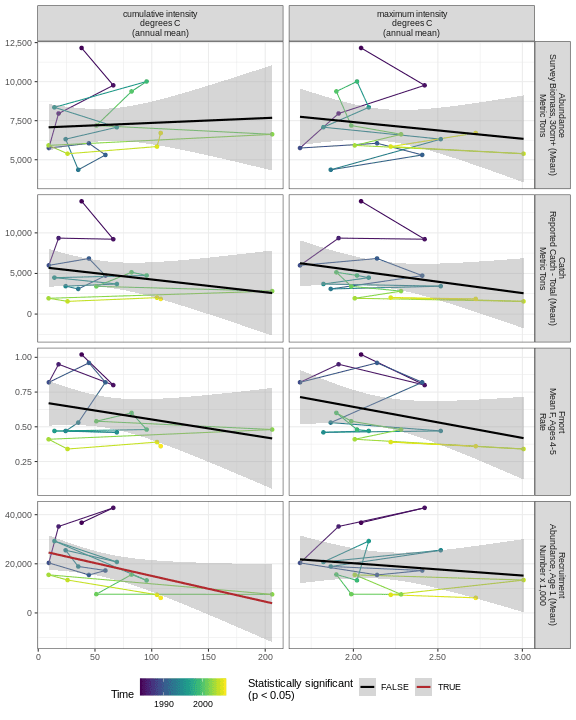 cumulative intensity
degrees C
(annual mean)
maximum intensity
degrees C
(annual mean)
12,500
10,000
7,500
5,000
Abundance
Survey Biomass, 30cm+ (Mean)
Metric Tons
10,000
5,000
0
Catch
Reported Catch - Total (Mean)
Metric Tons
1.00
0.75
0.50
0.25
Fmort
Mean F, Ages 4-5
Rate
40,000
20,000
0
Recruitment
Abundance, Age 1 (Mean)
Number x 1,000
0
50
100
150
200
2.00
2.50
3.00
Time
1990
2000
Statistically significant
(p < 0.05)
FALSE
TRUE